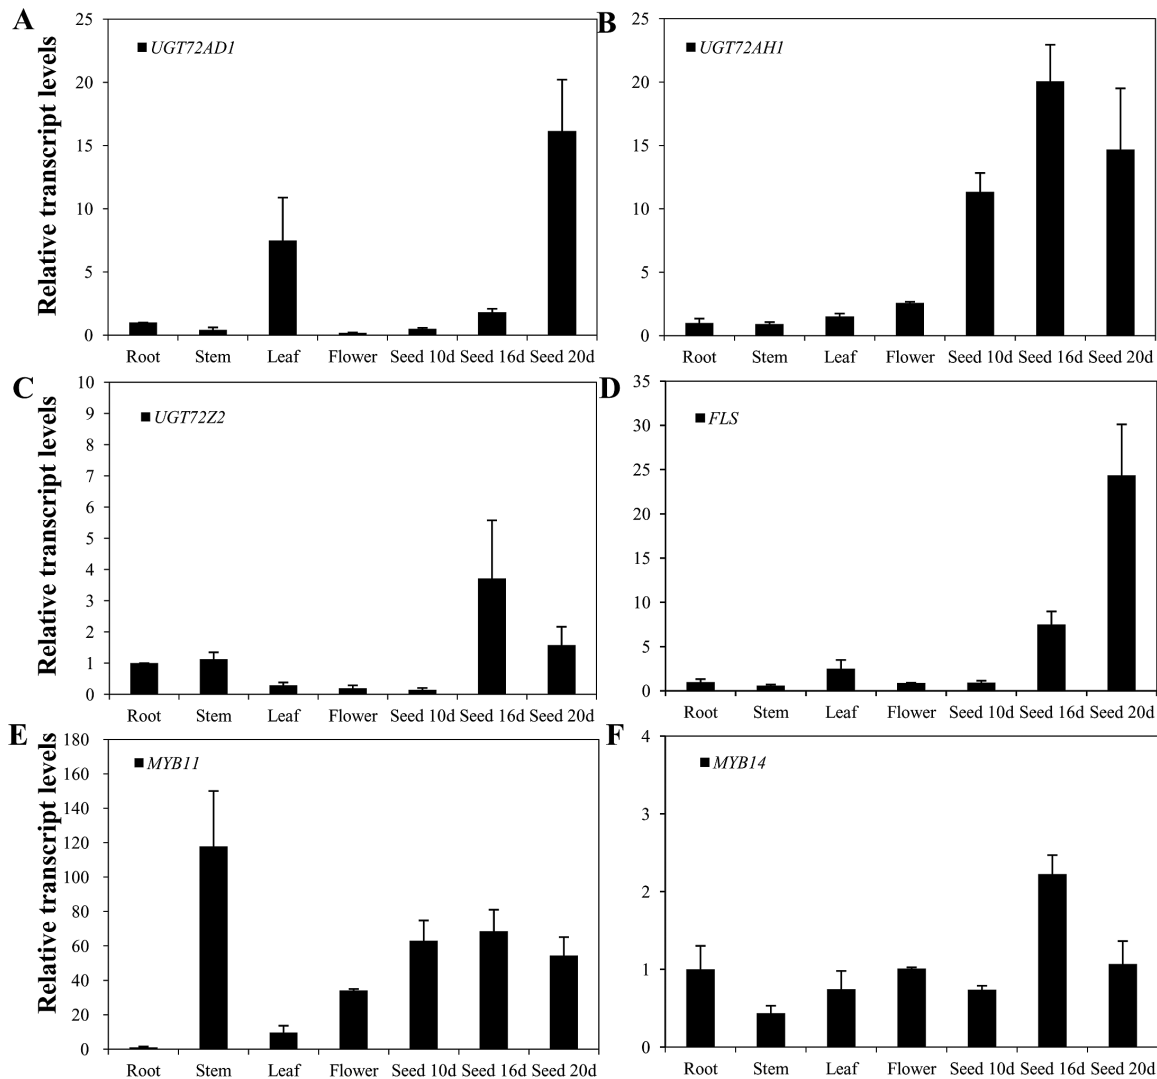 A
Relative transcript levels
25
20
15
10
5
0
UGT72AD1
Root Stem Leaf Flower Seed 10d Seed 16d Seed 20d
B
25
20
15
10
5
0
UGT72AH1
Root Stem Leaf Flower Seed 10d Seed 16d Seed 20d
C
Relative transcript levels
10
9
8
7
6
5
4
3
2
1
0
UGT72Z2
Root Stem Leaf Flower Seed 10d Seed 16d Seed 20d
D
35
30
25
20
15
10
5
0
FLS
Root Stem Leaf Flower Seed 10d Seed 16d Seed 20d
E
Relative transcript levels
180
160
140
120
100
80
60
40
20
0
MYB11
Root Stem Leaf Flower Seed 10d Seed 16d Seed 20d
F
4
3
2
1
0
MYB14
Root Stem Leaf Flower Seed 10d Seed 16d Seed 20d